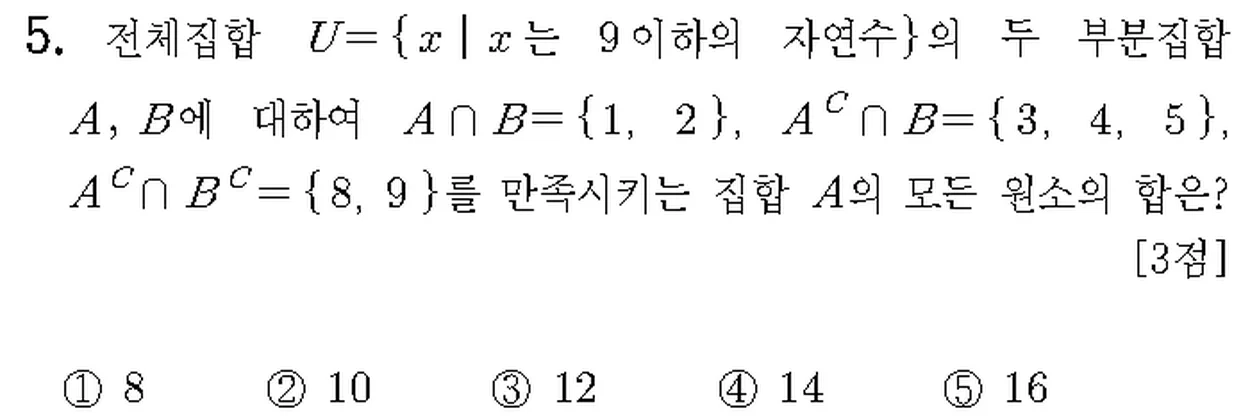 5. 전체집합 U={x | x는 9이하의 자연수}의 두 부분집합
A, B에 대하여 A∩B={1, 2}, A^C∩B={3, 4, 5},
A^C∩B^C={8, 9}를 만족시키는 집합 A의 모든 원소의 합은?
[3점]
① 8 ② 10 ③ 12 ④ 14 ⑤ 16